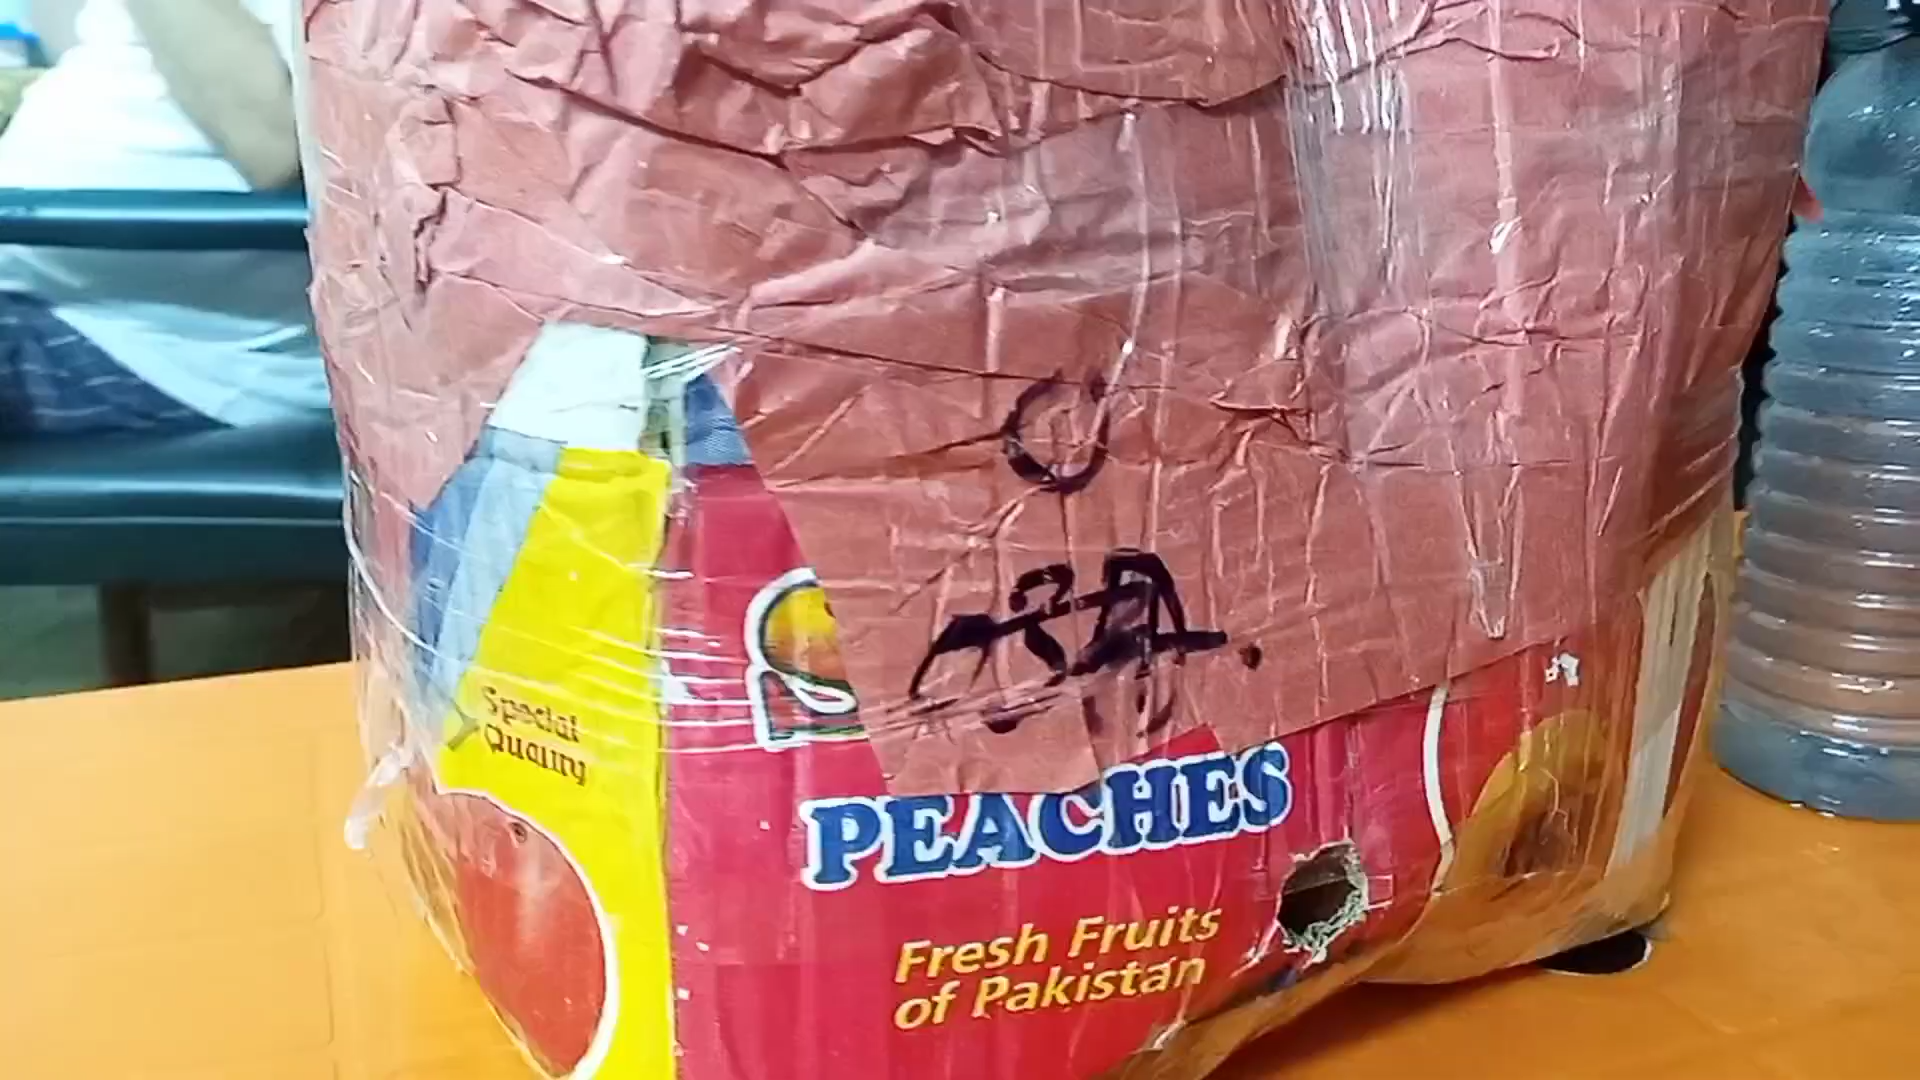 Special
Quality
PEACHES
Fresh Fruits
of Pakistan